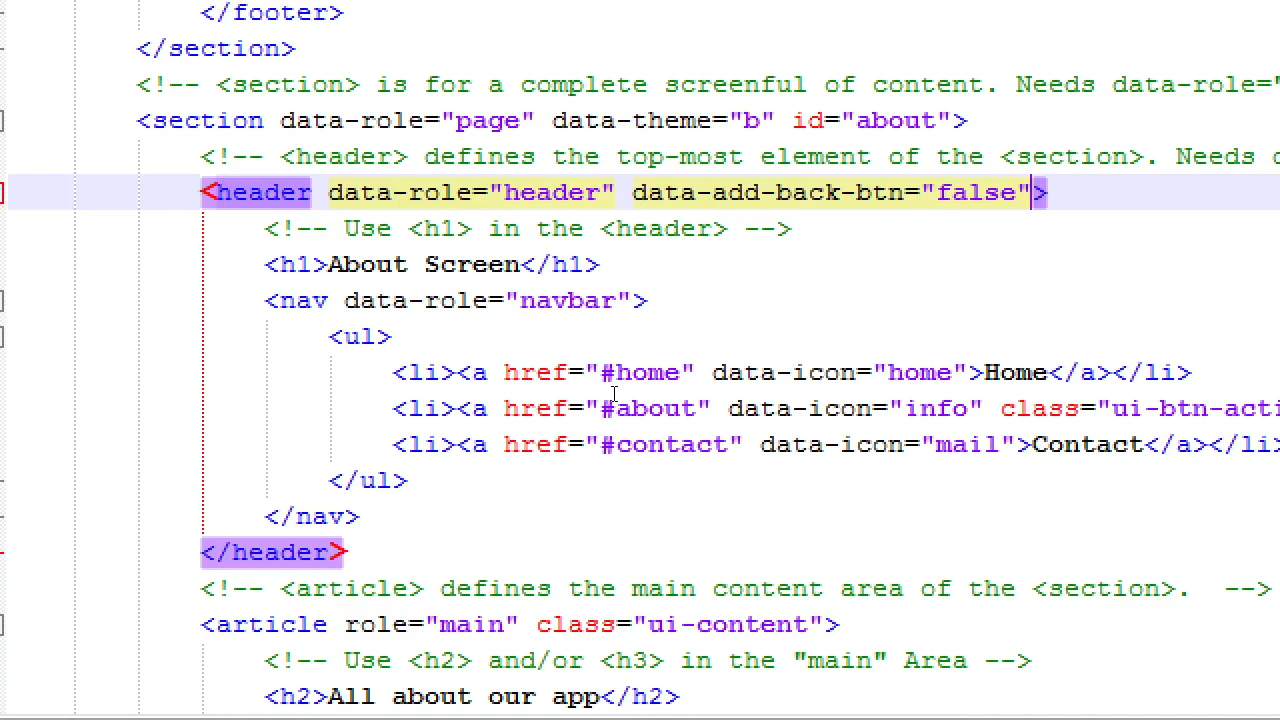 </footer>
</section>
<!-- <section> is for a complete screenful of content. Needs data-role="
<section data-role="page" data-theme="b" id="about">
<!-- <header> defines the top-most element of the <section>. Needs
<header data-role="header" data-add-back-btn="false">
<!-- Use <h1> in the <header> -->
<h1>About Screen</h1>
<nav data-role="navbar">
<ul>
<li><a href="#home" data-icon="home">Home</a></li>
<li><a href="#about" data-icon="info" class="ui-btn-acti
<li><a href="#contact" data-icon="mail">Contact</a></li
</ul>
</nav>
</header>
<!-- <article> defines the main content area of the <section>.  -->
<article role="main" class="ui-content">
<!-- Use <h2> and/or <h3> in the "main" Area -->
<h2>All about our app</h2>